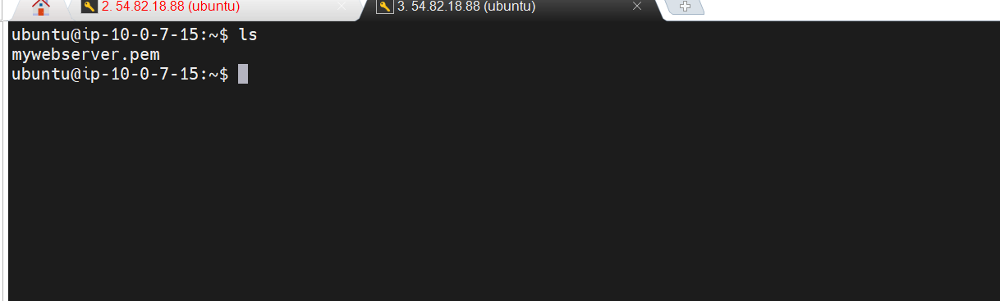 2. 54.82.18.88 (ubuntu)
3. 54.82.18.88 (ubuntu)
ubuntu@ip-10-0-7-15:~$ ls
mywebserver.pem
ubuntu@ip-10-0-7-15:~$